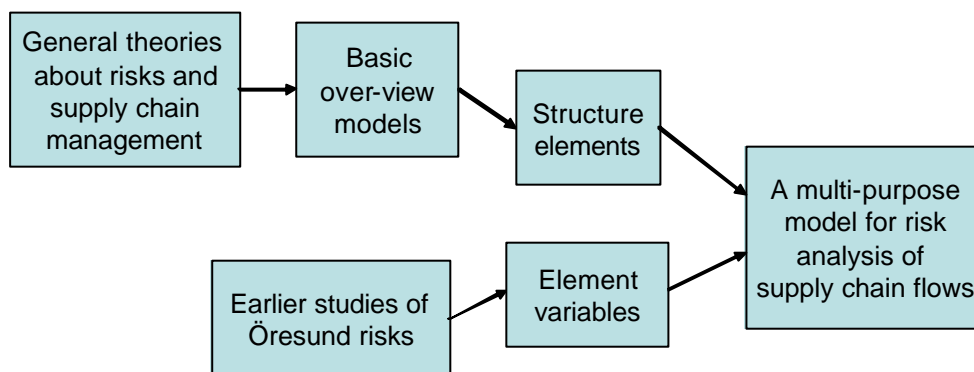 General theories
about risks and
supply chain
management
Basic
over-view
models
Structure
elements
A multi-purpose
model for risk
analysis of
supply chain flows
Earlier studies of
Öresund risks
Element
variables